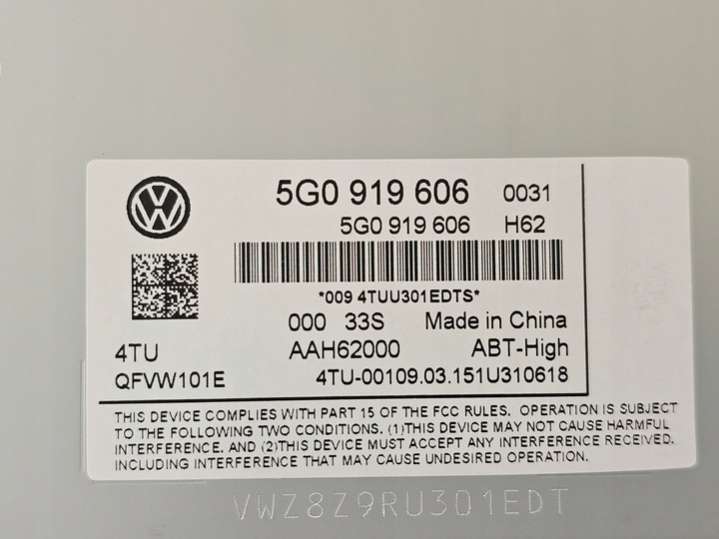 5G0 919 606 0031
5G0 919 606 H62
*009 4TUU301EDTS*
000 33S Made in China
4TU AAH62000 ABT-High
QFVW101E 4TU-00109.03.151U310618
THIS DEVICE COMPLIES WITH PART 15 OF THE FCC RULES. OPERATION IS SUBJECT
TO THE FOLLOWING TWO CONDITIONS. (1)THIS DEVICE MAY NOT CAUSE HARMFUL
INTERFERENCE. AND (2)THIS DEVICE MUST ACCEPT ANY INTERFERENCE RECEIVED.
INCLUDING INTERFERENCE THAT MAY CAUSE UNDESIRED OPERATION.
VWZ8Z9RU301EDT